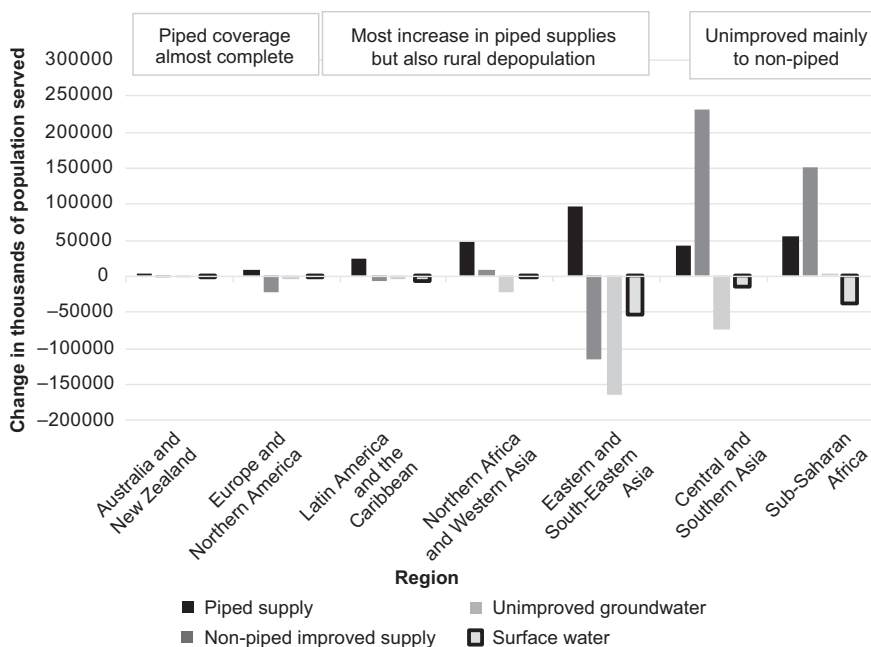 Piped coverage
almost complete
Most increase in piped supplies
but also rural depopulation
Unimproved mainly
to non-piped
Change in thousands of population served
300000
250000
200000
150000
100000
50000
0
–50000
–100000
–150000
–200000
Australia and
New Zealand
Europe and
Northern America
Latin America
and the
Caribbean
Northern Africa
and Western Asia
Eastern and
South-Eastern
Asia
Central and
Southern Asia
Sub-Saharan
Africa
Region
Piped supply
Unimproved groundwater
Non-piped improved supply
Surface water